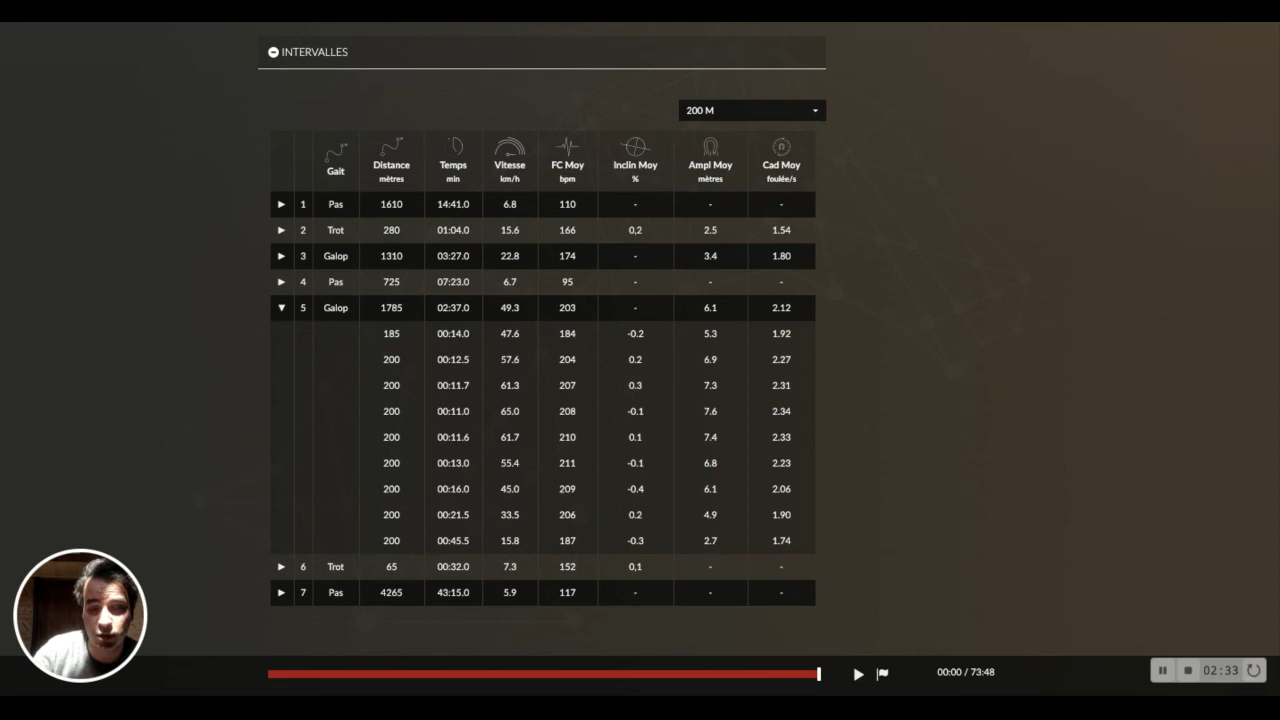 INTERVALLES
200 M
Gait Distance Temps Vitesse FC Moy Inclin Moy Ampl Moy Cad Moy
mètres min km/h bpm % mètres foulée/s
1 Pas 1610 14:41.0 6.8 110 - - -
2 Trot 280 01:04.0 15.6 166 0,2 2.5 1.54
3 Galop 1310 03:27.0 22.8 174 - 3.4 1.80
4 Pas 725 07:23.0 6.7 95 - - -
5 Galop 1785 02:37.0 49.3 203 - 6.1 2.12
185 00:14.0 47.6 184 -0.2 5.3 1.92
200 00:12.5 57.6 204 0.2 6.9 2.27
200 00:11.7 61.3 207 0.3 7.3 2.31
200 00:11.0 65.0 208 -0.1 7.6 2.34
200 00:11.6 61.7 210 0.1 7.4 2.33
200 00:13.0 55.4 211 -0.1 6.8 2.23
200 00:16.0 45.0 209 -0.4 6.1 2.06
200 00:21.5 33.5 206 0.2 4.9 1.90
200 00:45.5 15.8 187 -0.3 2.7 1.74
6 Trot 65 00:32.0 7.3 152 0,1 - -
7 Pas 4265 43:15.0 5.9 117 - - -
00:00 / 73:48
02:33